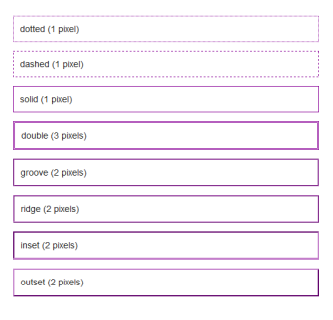 dotted (1 pixel)
dashed (1 pixel)
solid (1 pixel)
double (3 pixels)
groove (2 pixels)
ridge (2 pixels)
inset (2 pixels)
outset (2 pixels)